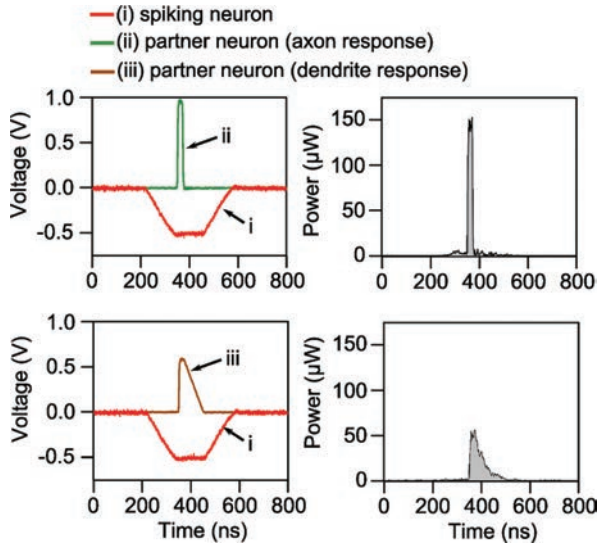 (i) spiking neuron
(ii) partner neuron (axon response)
(iii) partner neuron (dendrite response)
Voltage (V)
1.0
0.5
0.0
-0.5
ii
i
0 200 400 600 800
Power (µW)
150
100
50
0
0 200 400 600 800
Voltage (V)
1.0
0.5
0.0
-0.5
iii
i
0 200 400 600 800
Time (ns)
Power (µW)
150
100
50
0
0 200 400 600 800
Time (ns)